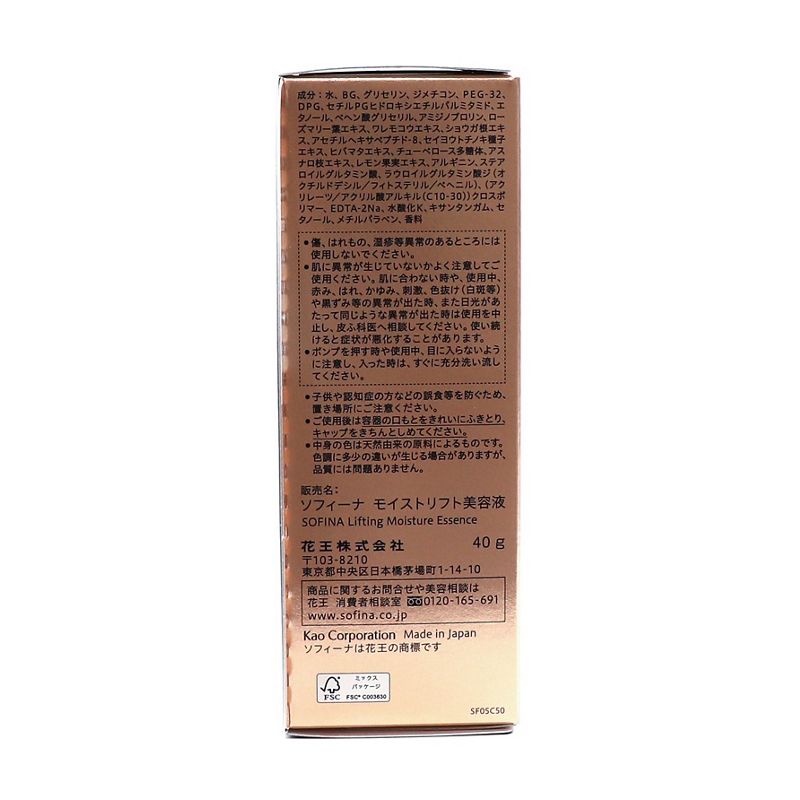 成分：水、BG、グリセリン、ジメチコン、PEG-32、
DPG、セチルPGヒドロキシエチルパルミタミド、エ
タノール、ベヘン酸グリセリル、アミジノプロリン、ロー
ズマリー葉エキス、ワレモコウエキス、ショウガ根エキス、
アセチルヘキサペプチド-8、セイヨウトチノキ種子
エキス、ヒバマタエキス、チューベロース多糖体、アス
ナロ枝エキス、レモン果実エキス、アルギニン、ステア
ロイルグルタミン酸、ラウロイルグルタミン酸ジ（オ
クチルドデシル／フィトステリル／ベヘニル）、（アク
リレーツ／アクリル酸アルキル（C10-30））クロスポ
リマー、EDTA-2Na、水酸化K、キサンタンガム、セ
タノール、メチルパラベン、香料
●傷、はれもの、湿疹等異常のあるところには
使用しないでください。
●肌に異常が生じていないかよく注意してご
使用ください。肌に合わない時や、使用中、
赤み、はれ、かゆみ、刺激、色抜け（白斑等）
や黒ずみ等の異常が出た時、また日光があ
たって同じような異常が出た時は使用を中
止し、皮ふ科医へ相談してください。使い続
けると症状が悪化することがあります。
●ポンプを押す時や使用中、目に入らないよう
に注意し、入った時は、すぐに充分洗い流し
てください。
●子供や認知症の方などの誤食等を防ぐため、
置き場所にご注意ください。
●ご使用後は容器の口もとをきれいにふきとり、
キャップをきちんとしめてください。
●中身の色は天然由来の原料によるものです。
色調に多少の違いが生じる場合がありますが、
品質には問題ありません。
販売名：
ソフィーナ モイストリフト美容液
SOFINA Lifting Moisture Essence
花王株式会社 40g
〒103-8210
東京都中央区日本橋茅場町1-14-10
商品に関するお問合せや美容相談は
花王 消費者相談室 0120-165-691
www.sofina.co.jp
Kao Corporation Made in Japan
ソフィーナは花王の商標です
ミックス
パッケージ
FSC FSC® C003630
SF05C50